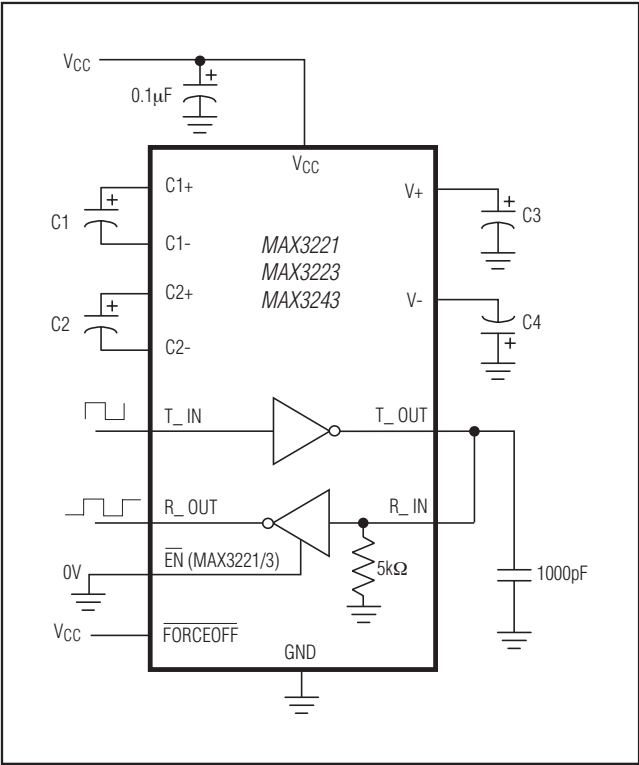 VCC
+
0.1μF
VCC
C1+
+
C1
C1-
V+
+
C3
MAX3221
MAX3223
MAX3243
C2+
+
C2
C2-
V-
C4
+
T_ IN
T_ OUT
R_ OUT
R_ IN
EN (MAX3221/3)
0V
5kΩ
1000pF
VCC
FORCEOFF
GND